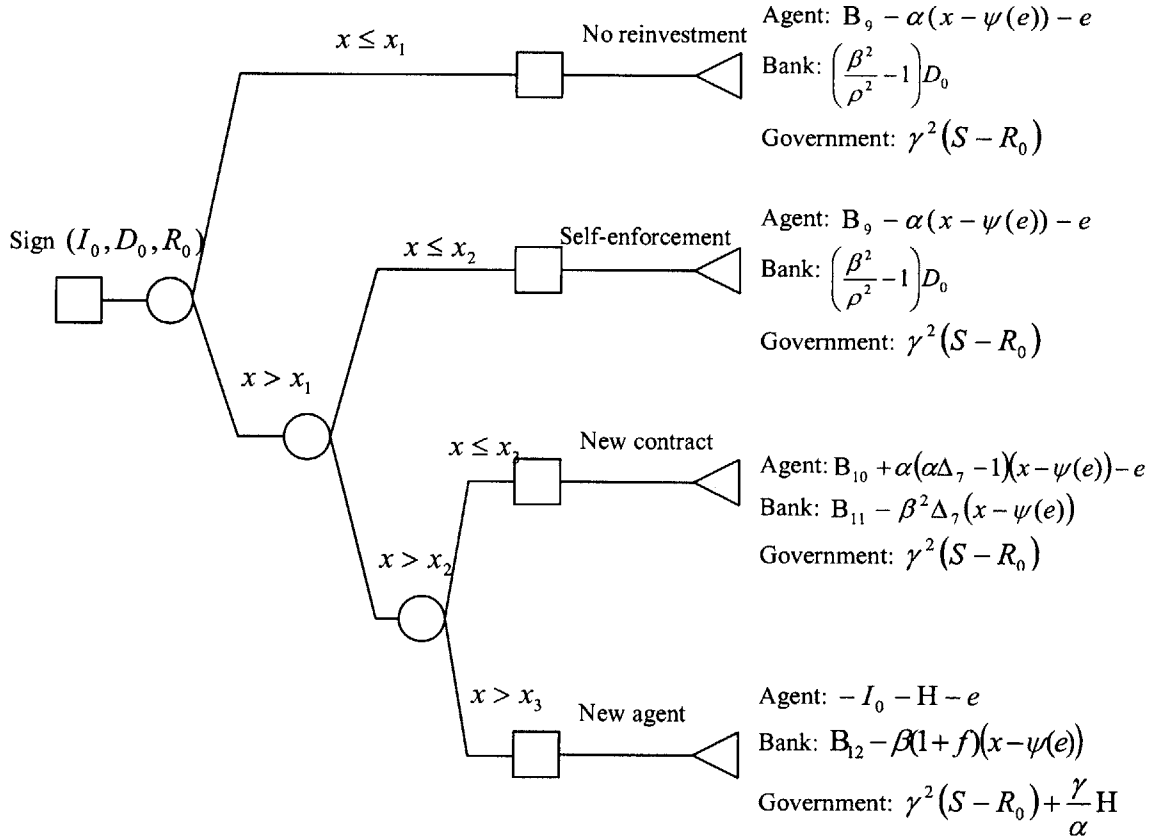 Agent: B₉ − α(x − ψ(e)) − e
x ≤ x₁
No reinvestment
Bank: (β²/ρ² − 1)D₀
Government: γ²(S − R₀)
Agent: B₉ − α(x − ψ(e)) − e
Sign (I₀, D₀, R₀)
x ≤ x₂
Self-enforcement
Bank: (β²/ρ² − 1)D₀
Government: γ²(S − R₀)
x > x₁
x ≤ x₃
New contract
Agent: B₁₀ + α(αΔ₇ − 1)(x − ψ(e)) − e
Bank: B₁₁ − β²Δ₇(x − ψ(e))
x > x₂
Government: γ²(S − R₀)
x > x₃
New agent
Agent: − I₀ − H − e
Bank: B₁₂ − β(1 + f)(x − ψ(e))
Government: γ²(S − R₀) + γ/α H